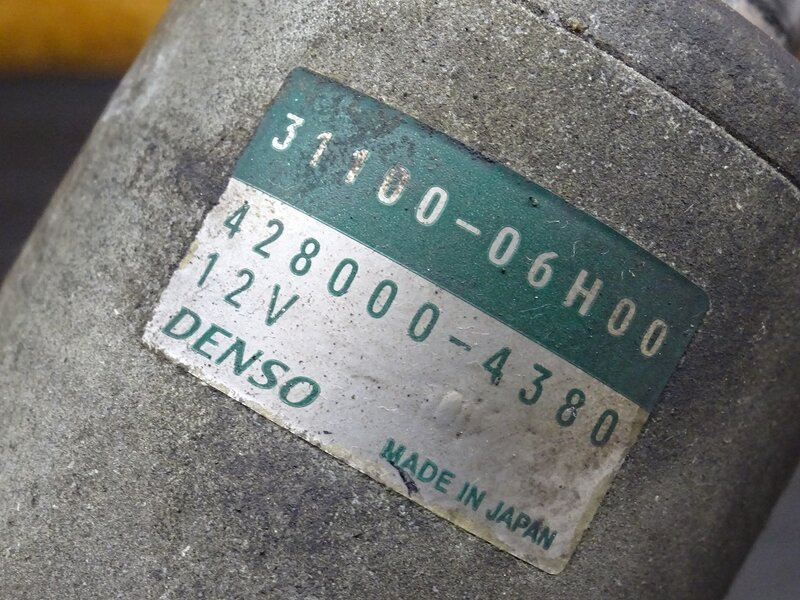 31100-06H00
428000-4380
12V
DENSO
MADE IN JAPAN